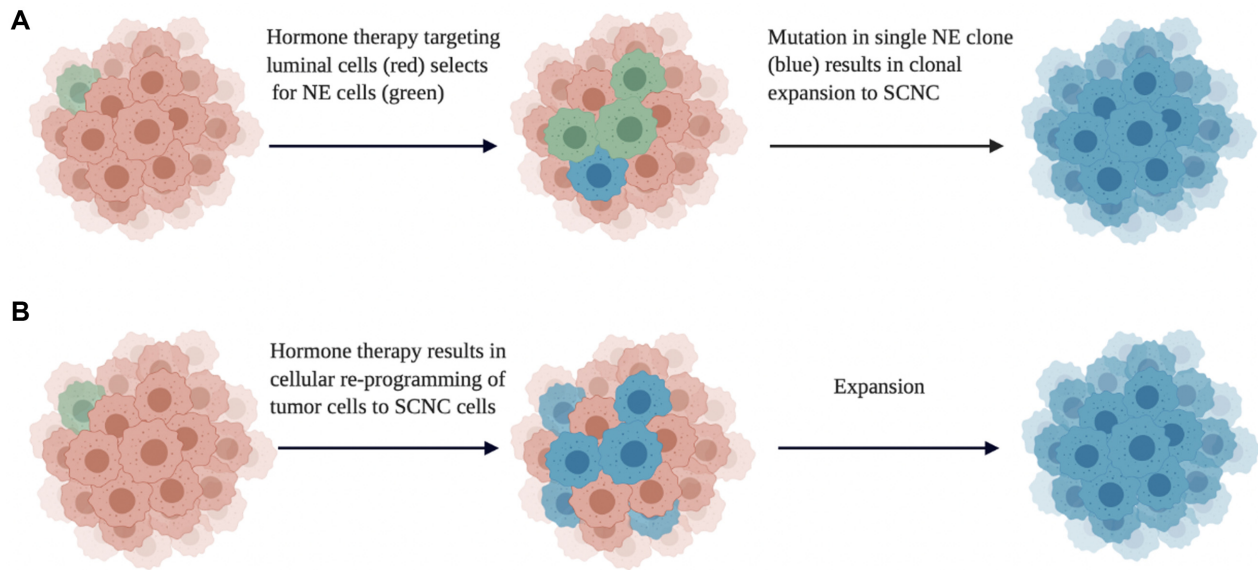 A
Hormone therapy targeting
luminal cells (red) selects
for NE cells (green)
Mutation in single NE clone
(blue) results in clonal
expansion to SCNC
B
Hormone therapy results in
cellular re-programming of
tumor cells to SCNC cells
Expansion